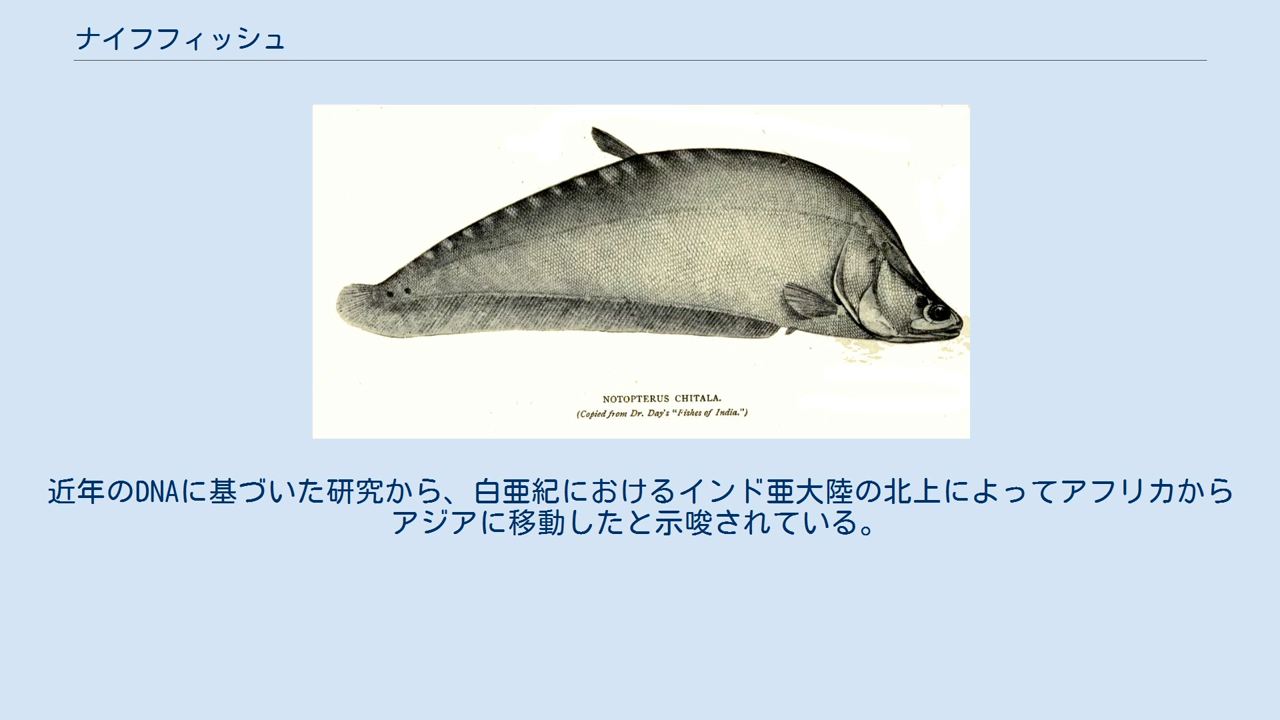 ナイフフィッシュ
NOTOPTERUS CHITALA.
(Copied from Dr. Day's "Fishes of India.")
近年のDNAに基づいた研究から、白亜紀におけるインド亜大陸の北上によってアフリカから
アジアに移動したと示唆されている。